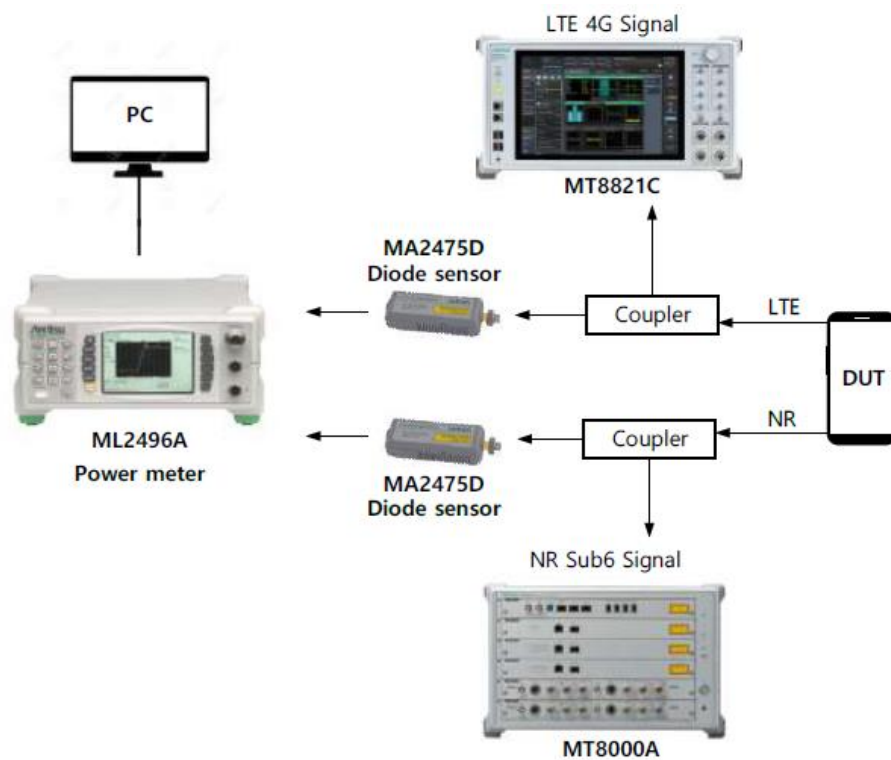 LTE 4G Signal
PC
MT8821C
MA2475D
Diode sensor
Coupler
LTE
Anritsu
DUT
ML2496A
Power meter
Coupler
NR
MA2475D
Diode sensor
NR Sub6 Signal
MT8000A